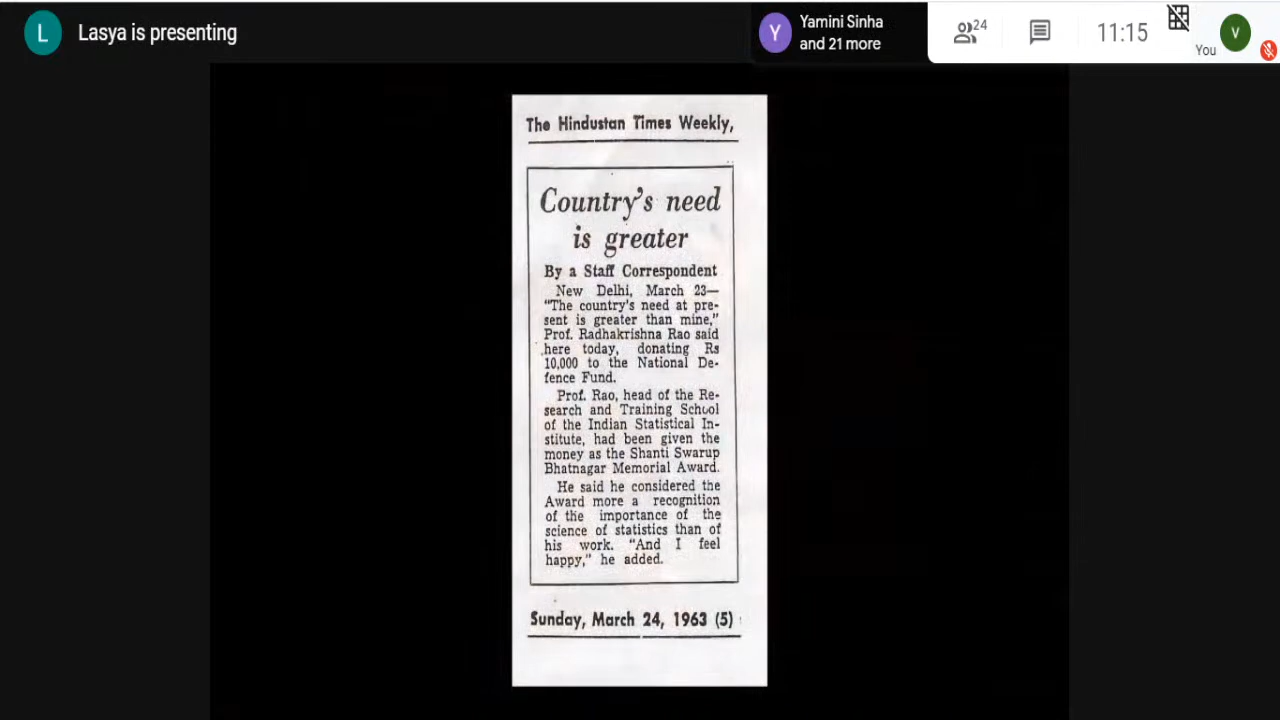 L
Lasya is presenting
Y
Yamini Sinha
and 21 more
24
11:15
You
V
The Hindustan Times Weekly,
Country's need
is greater
By a Staff Correspondent
New Delhi, March 23—
"The country's need at pre-
sent is greater than mine,"
Prof. Radhakrishna Rao said
here today, donating Rs
10,000 to the National De-
fence Fund.
Prof. Rao, head of the Re-
search and Training School
of the Indian Statistical In-
stitute, had been given the
money as the Shanti Swarup
Bhatnagar Memorial Award.
He said he considered the
Award more a recognition
of the importance of the
science of statistics than of
his work. "And I feel
happy," he added.
Sunday, March 24, 1963 (5)